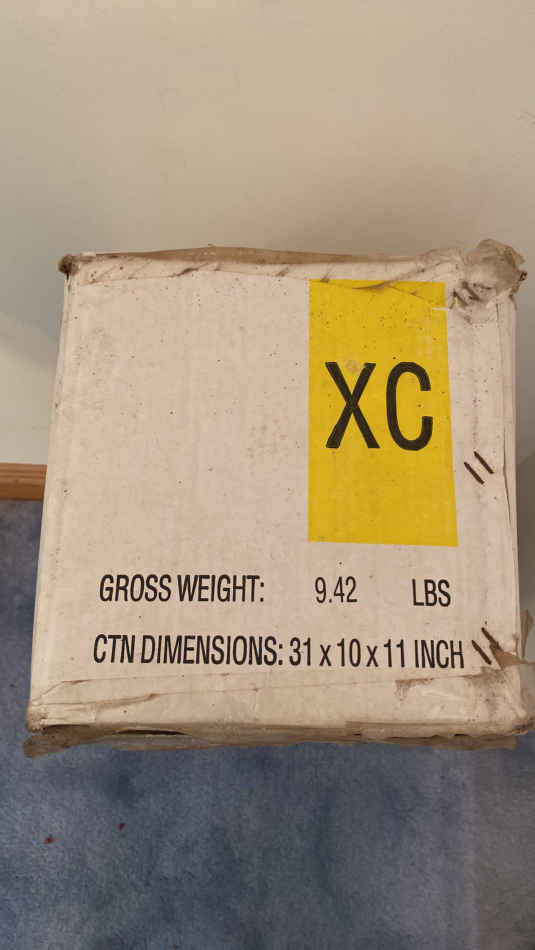 XC
GROSS WEIGHT: 9.42 LBS
CTN DIMENSIONS: 31 x 10 x 11 INCH